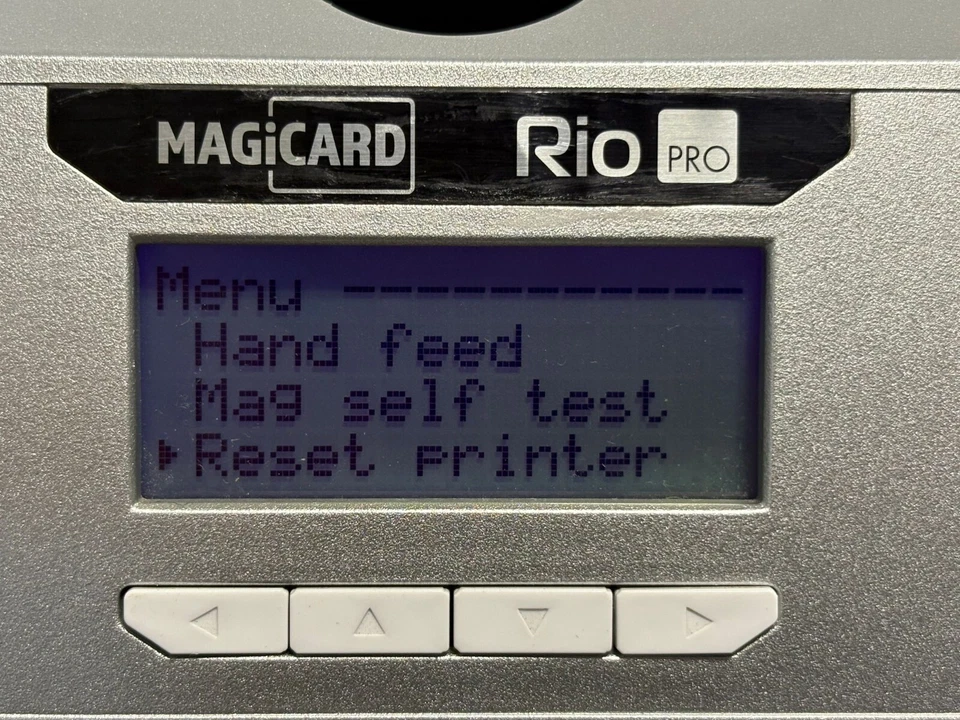 MAGiCARD Rio PRO
Menu -----------
Hand feed
Mag self test
Reset printer